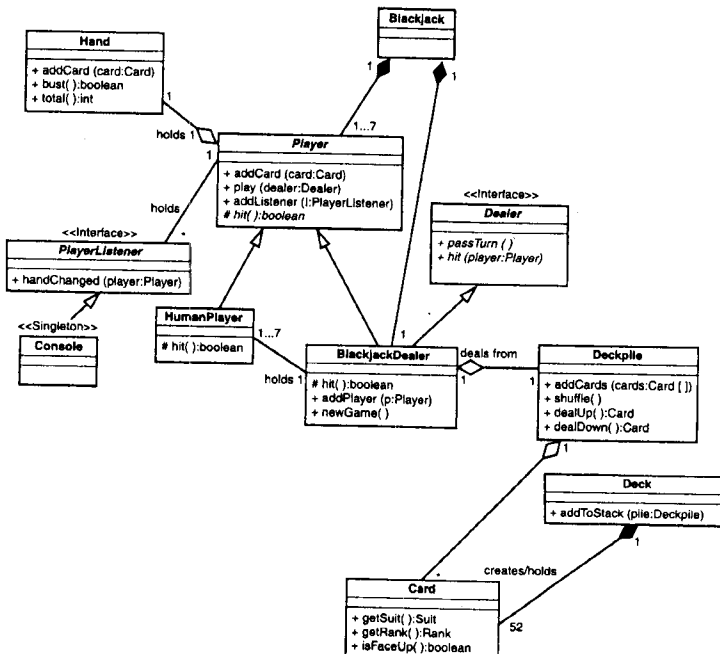 Blackjack
1
1
Hand
+ addCard (card:Card)
+ bust( ):boolean
+ total( ):int
1
holds 1
1...7
Player
+ addCard (card:Card)
+ play (dealer:Dealer)
+ addListener (l:PlayerListener)
# hit( ):boolean
1
holds
*
<<Interface>>
PlayerListener
+ handChanged (player:Player)
<<Singleton>>
Console
<<Interface>>
Dealer
+ passTurn ( )
+ hit (player:Player)
HumanPlayer
# hit( ):boolean
1...7
holds 1
1
BlackjackDealer
# hit( ):boolean
+ addPlayer (p:Player)
+ newGame( )
deals from
1
1
Deckpile
+ addCards (cards:Card [ ])
+ shuffle( )
+ dealUp( ):Card
+ dealDown( ):Card
1
Deck
+ addToStack (pile:Deckpile)
1
creates/holds
*
52
Card
+ getSuit( ):Suit
+ getRank( ):Rank
+ isFaceUp( ):boolean